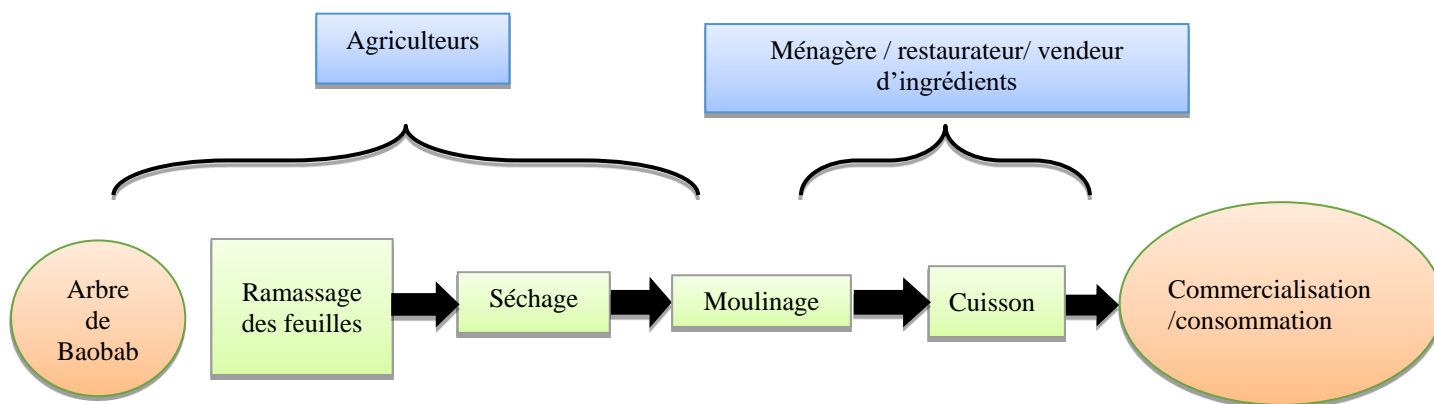 Agriculteurs
Ménagère / restaurateur/ vendeur
d’ingrédients
Arbre
de
Baobab
Ramassage
des feuilles
Séchage
Moulinage
Cuisson
Commercialisation
/consommation